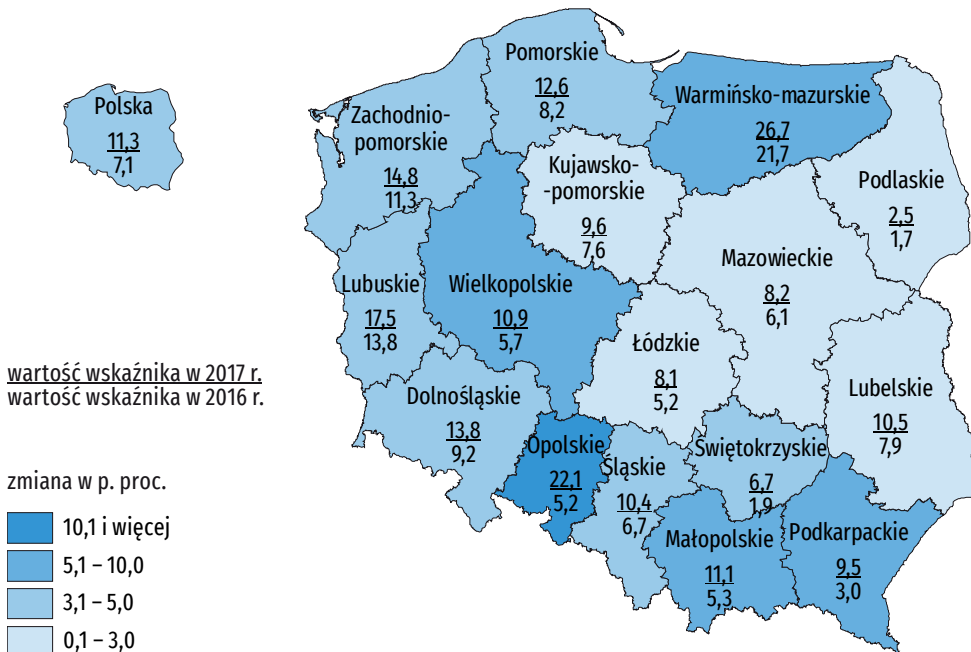 Polska
11,3
7,1
Pomorskie
12,6
8,2
Zachodnio-
pomorskie
14,8
11,3
Warmińsko-mazurskie
26,7
21,7
Kujawsko-
-pomorskie
9,6
7,6
Podlaskie
2,5
1,7
Mazowieckie
8,2
6,1
Lubuskie
17,5
13,8
Wielkopolskie
10,9
5,7
Łódzkie
8,1
5,2
Lubelskie
10,5
7,9
Dolnośląskie
13,8
9,2
Opolskie
22,1
5,2
Śląskie
10,4
6,7
Świętokrzyskie
6,7
1,9
Małopolskie
11,1
5,3
Podkarpackie
9,5
3,0
wartość wskaźnika w 2017 r.
wartość wskaźnika w 2016 r.
zmiana w p. proc.
10,1 i więcej
5,1 – 10,0
3,1 – 5,0
0,1 – 3,0